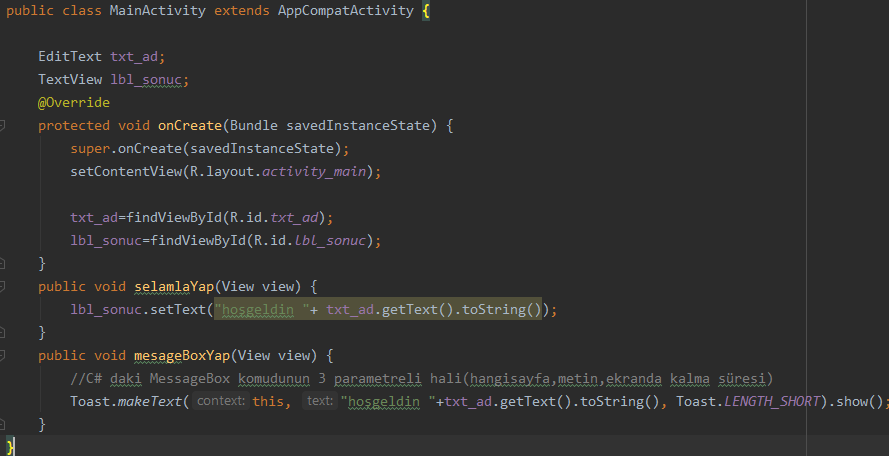 public class MainActivity extends AppCompatActivity {
EditText txt_ad;
TextView lbl_sonuc;
@Override
protected void onCreate(Bundle savedInstanceState) {
super.onCreate(savedInstanceState);
setContentView(R.layout.activity_main);
txt_ad=findViewById(R.id.txt_ad);
lbl_sonuc=findViewById(R.id.lbl_sonuc);
}
public void selamlaYap(View view) {
lbl_sonuc.setText("hoşgeldin "+ txt_ad.getText().toString());
}
public void mesageBoxYap(View view) {
//C# daki MessageBox komudunun 3 parametreli hali(hangisayfa,metin,ekranda kalma süresi)
Toast.makeText( context: this, text: "hoşgeldin "+txt_ad.getText().toString(), Toast.LENGTH_SHORT).show();
}
}